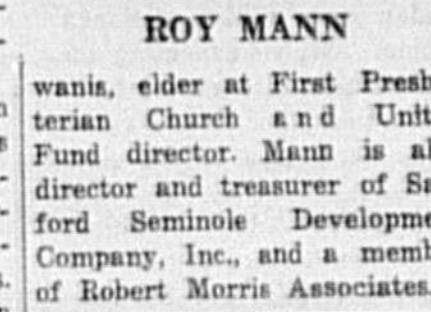 ROY MANN
wanis, elder at First Presb
terian Church and Unit
Fund director. Mann is al
director and treasurer of Sa
ford Seminole Developme
Company, Inc., and a memb
of Robert Morris Associates.